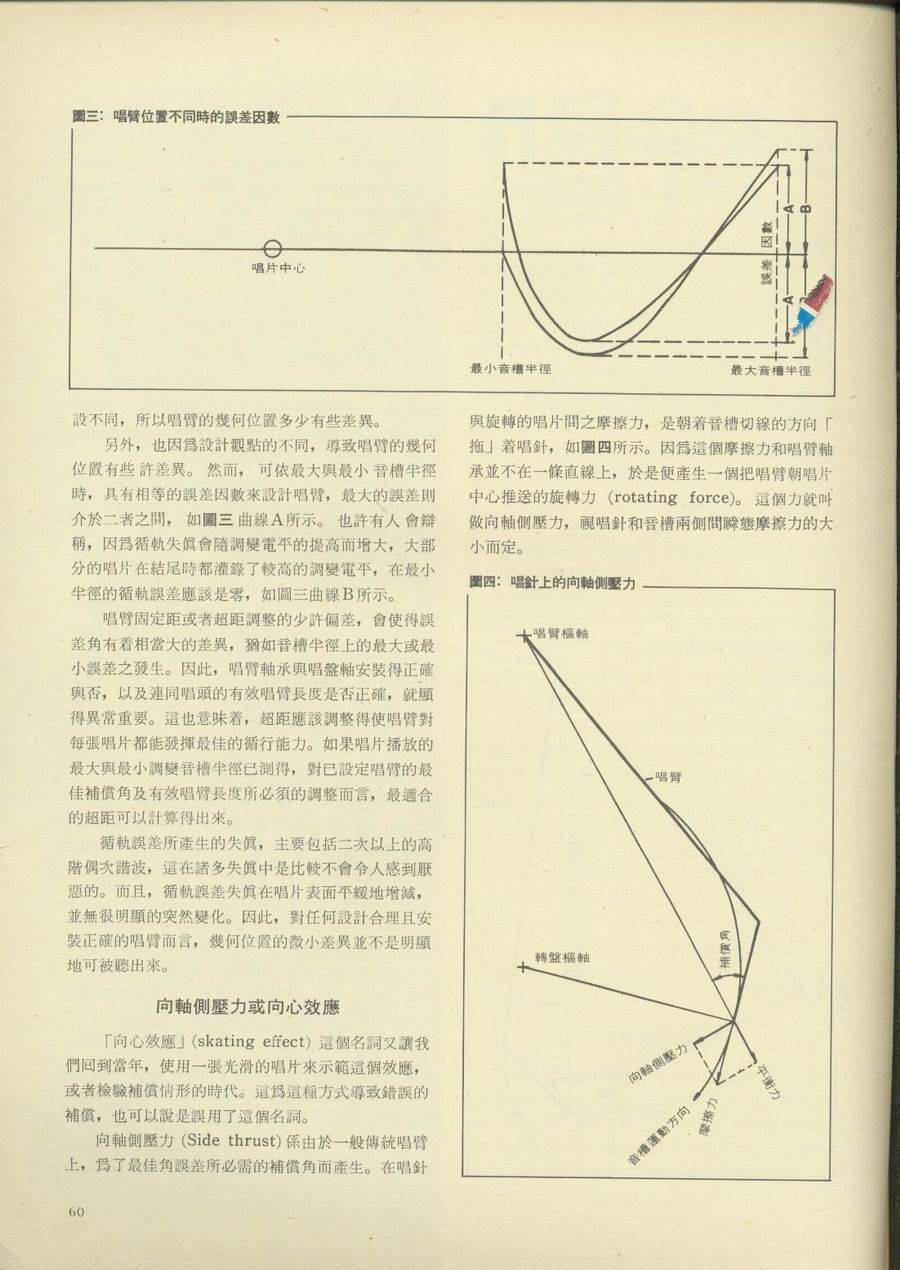 圖三：唱臂位置不同時的誤差因數
唱片中心
因數
誤差
A
B
A
最小音槽半徑
最大音槽半徑
設不同，所以唱臂的幾何位置多少有些差異。
另外，也因爲設計觀點的不同，導致唱臂的幾何
位置有些許差異。然而，可依最大與最小音槽半徑
時，具有相等的誤差因數來設計唱臂，最大的誤差則
介於二者之間，如圖三曲線A所示。也許有人會辯
稱，因爲循軌失眞會隨調變電平的提高而增大，大部
分的唱片在結尾時都灌錄了較高的調變電平，在最小
半徑的循軌誤差應該是零，如圖三曲線B所示。
唱臂固定距或者超距調整的少許偏差，會使得誤
差角有着相當大的差異，猶如音槽半徑上的最大或最
小誤差之發生。因此，唱臂軸承與唱盤軸安裝得正確
與否，以及連同唱頭的有效唱臂長度是否正確，就顯
得異常重要。這也意味着，超距應該調整得使唱臂對
每張唱片都能發揮最佳的循行能力。如果唱片播放的
最大與最小調變音槽半徑已測得，對已設定唱臂的最
佳補償角及有效唱臂長度所必須的調整而言，最適合
的超距可以計算得出來。
循軌誤差所產生的失眞，主要包括二次以上的高
階偶次諧波，這在諸多失眞中是比較不會令人感到厭
惡的。而且，循軌誤差失眞在唱片表面平緩地增減，
並無很明顯的突然變化。因此，對任何設計合理且安
裝正確的唱臂而言，幾何位置的微小差異並不是明顯
地可被聽出來。
向軸側壓力或向心效應
「向心效應」(skating effect) 這個名詞又讓我
們回到當年，使用一張光滑的唱片來示範這個效應，
或者檢驗補償情形的時代。這爲這種方式導致錯誤的
補償，也可以說是誤用了這個名詞。
向軸側壓力 (Side thrust) 係由於一般傳統唱臂
上，爲了最佳角誤差所必需的補償角而產生。在唱針
與旋轉的唱片間之摩擦力，是朝着音槽切線的方向「
拖」着唱針，如圖四所示。因爲這個摩擦力和唱臂軸
承並不在一條直線上，於是便產生一個把唱臂朝唱片
中心推送的旋轉力 (rotating force)。這個力就叫
做向軸側壓力，視唱針和音槽兩側間瞬態摩擦力的大
小而定。
圖四：唱針上的向軸側壓力
唱臂樞軸
唱臂
補償角
轉盤樞軸
向軸側壓力
平衡力
摩擦力
音槽運動方向
60